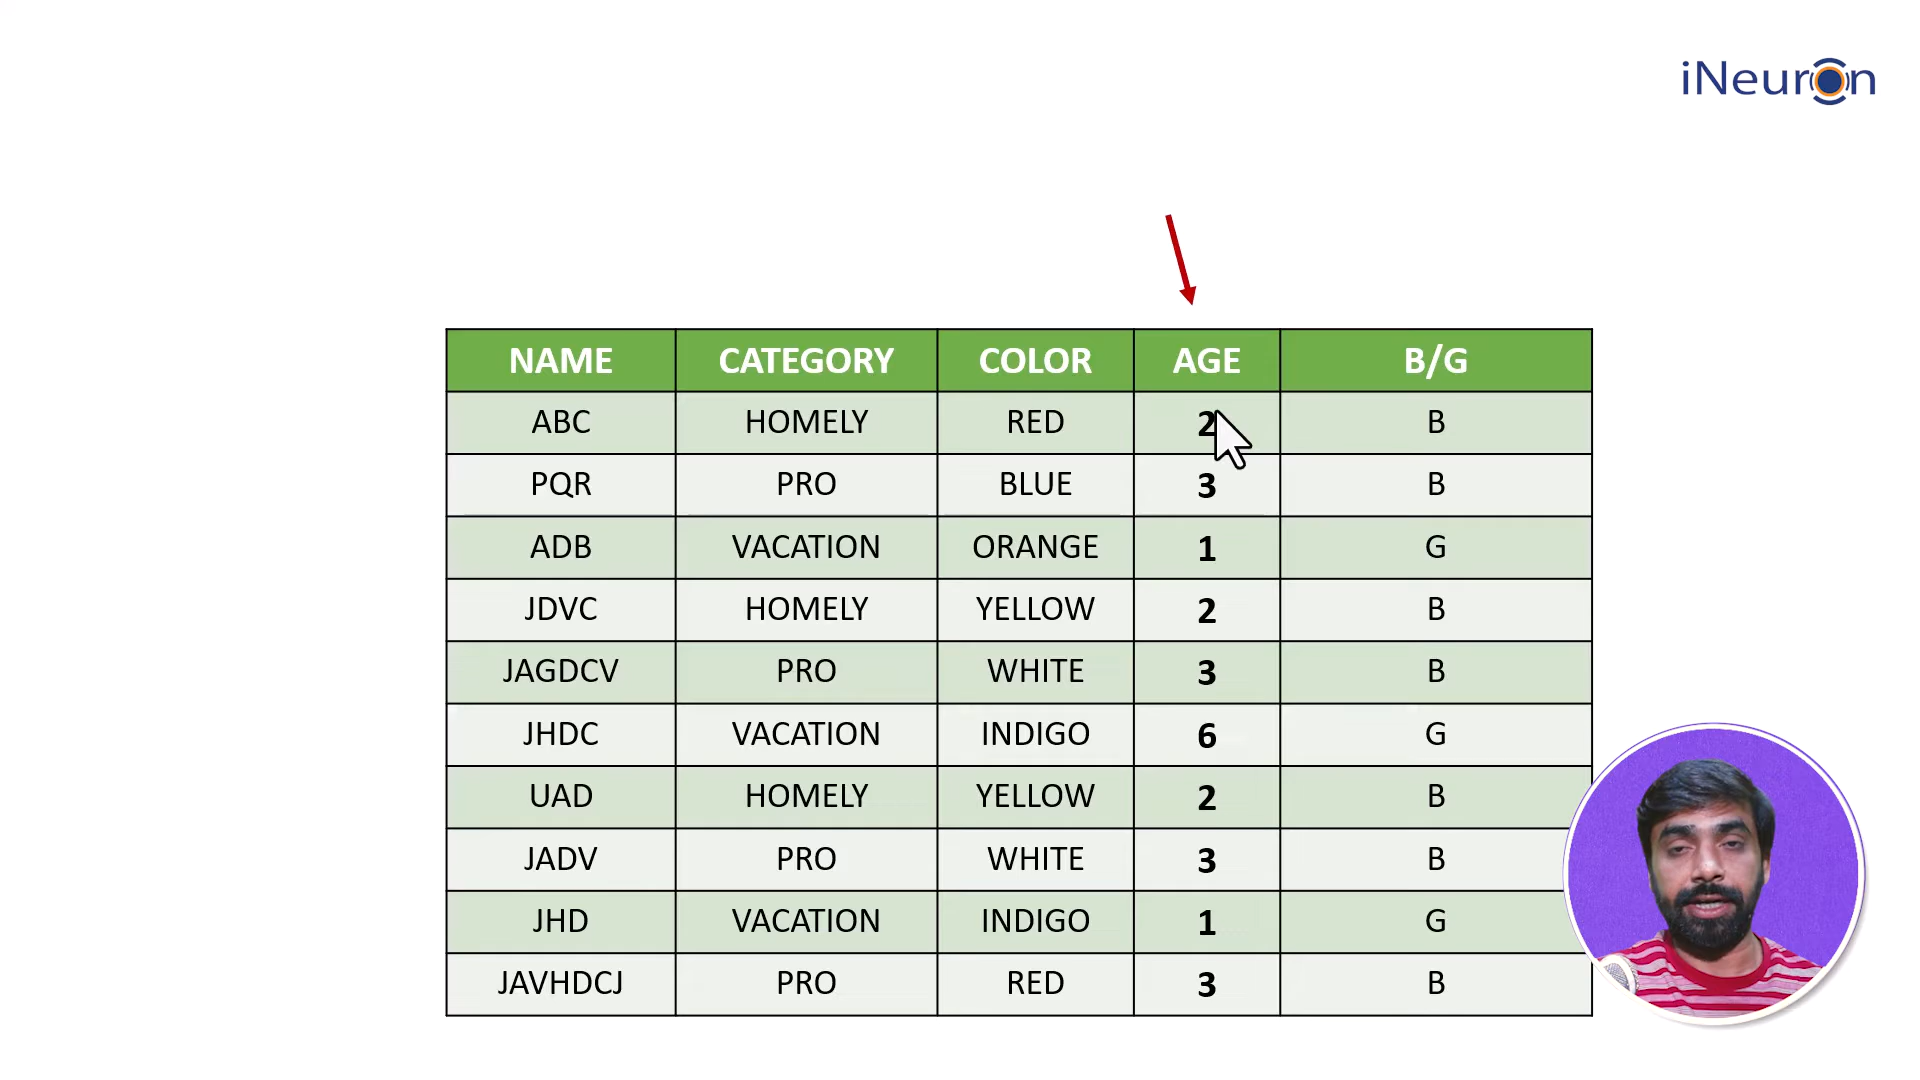 iNeuron
NAME CATEGORY COLOR AGE B/G
ABC HOMELY RED 2 B
PQR PRO BLUE 3 B
ADB VACATION ORANGE 1 G
JDVC HOMELY YELLOW 2 B
JAGDCV PRO WHITE 3 B
JHDC VACATION INDIGO 6 G
UAD HOMELY YELLOW 2 B
JADV PRO WHITE 3 B
JHD VACATION INDIGO 1 G
JAVHDCJ PRO RED 3 B